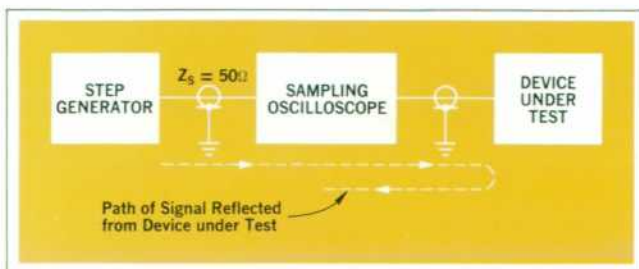 STEP
GENERATOR
Z_S = 50Ω
SAMPLING
OSCILLOSCOPE
DEVICE
UNDER
TEST
Path of Signal Reflected
from Device under Test